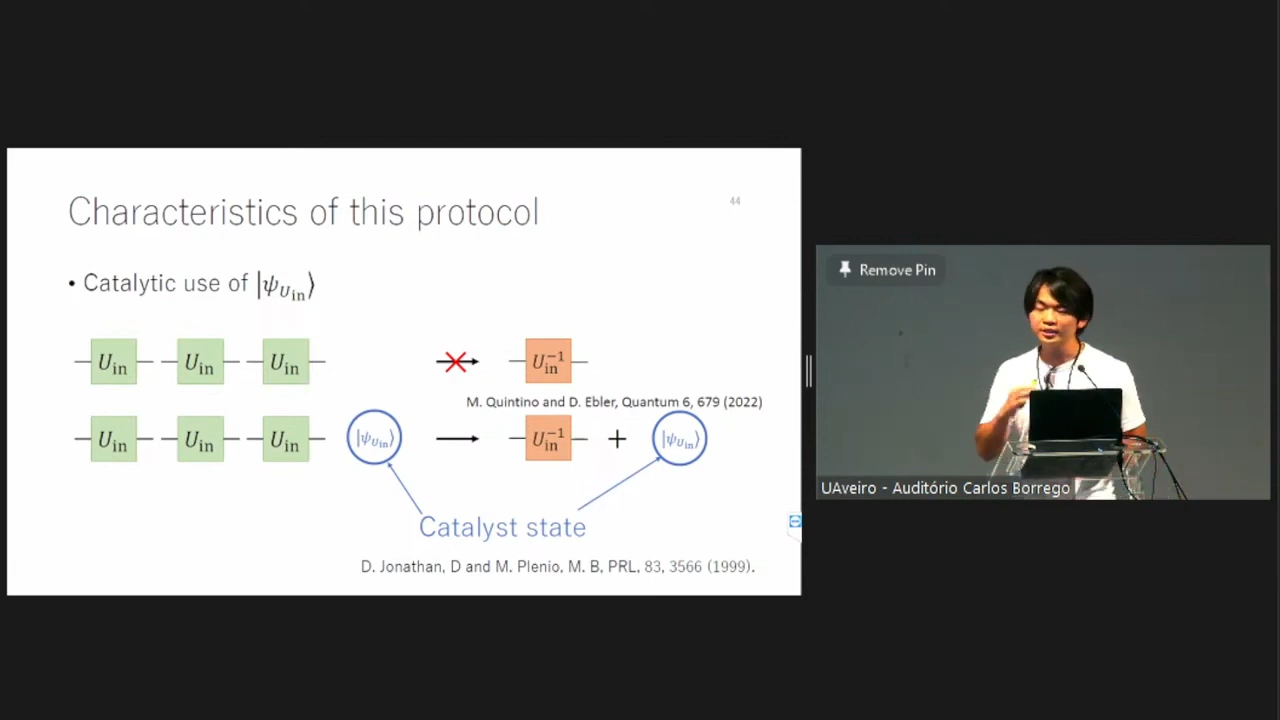 Characteristics of this protocol
44
• Catalytic use of |ψ_{U_in}⟩
U_in U_in U_in U_in^{-1}
M. Quintino and D. Ebler, Quantum 6, 679 (2022)
U_in U_in U_in |ψ_{U_in}⟩ U_in^{-1} + |ψ_{U_in}⟩
Catalyst state
D. Jonathan, D and M. Plenio, M. B, PRL, 83, 3566 (1999).
Remove Pin
UAveiro - Auditório Carlos Borrego